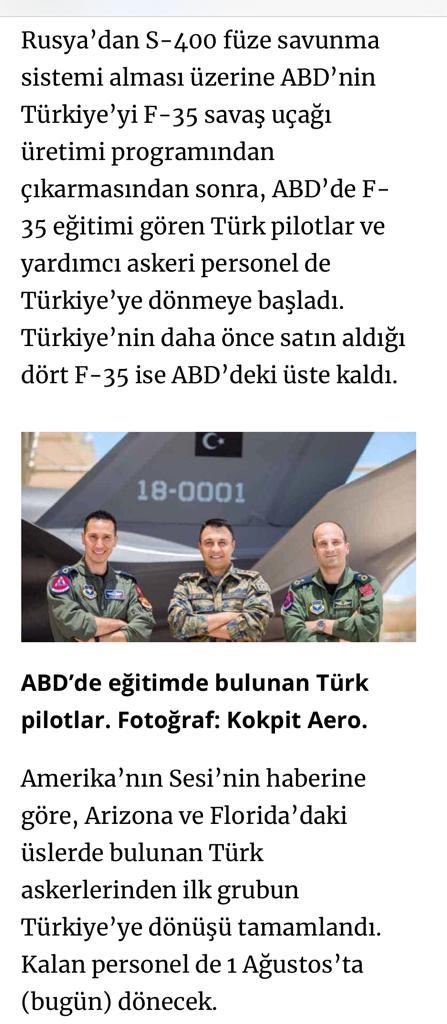 Rusya’dan S-400 füze savunma
sistemi alması üzerine ABD’nin
Türkiye’yi F-35 savaş uçağı
üretimi programından
çıkarmasından sonra, ABD’de F-
35 eğitimi gören Türk pilotlar ve
yardımcı askeri personel de
Türkiye’ye dönmeye başladı.
Türkiye’nin daha önce satın aldığı
dört F-35 ise ABD’deki üste kaldı.
18-0001
ABD’de eğitimde bulunan Türk
pilotlar. Fotoğraf: Kokpit Aero.
Amerika’nın Sesi’nin haberine
göre, Arizona ve Florida’daki
üslerde bulunan Türk
askerlerinden ilk grubun
Türkiye’ye dönüşü tamamlandı.
Kalan personel de 1 Ağustos’ta
(bugün) dönecek.